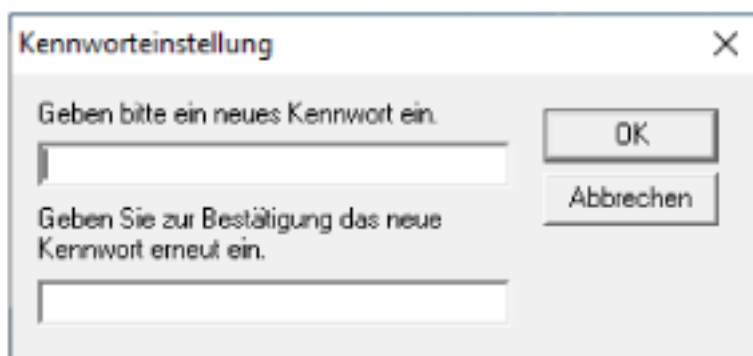 Kennworteinstellung
Geben bitte ein neues Kennwort ein.
OK
Abbrechen
Geben Sie zur Bestätigung das neue
Kennwort erneut ein.